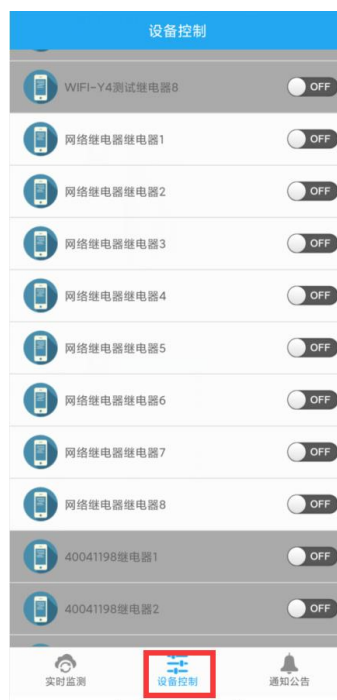 设备控制
WIFI-Y4测试继电器8
OFF
网络继电器继电器1
OFF
网络继电器继电器2
OFF
网络继电器继电器3
OFF
网络继电器继电器4
OFF
网络继电器继电器5
OFF
网络继电器继电器6
OFF
网络继电器继电器7
OFF
网络继电器继电器8
OFF
40041198继电器1
OFF
40041198继电器2
OFF
实时监测
设备控制
通知公告